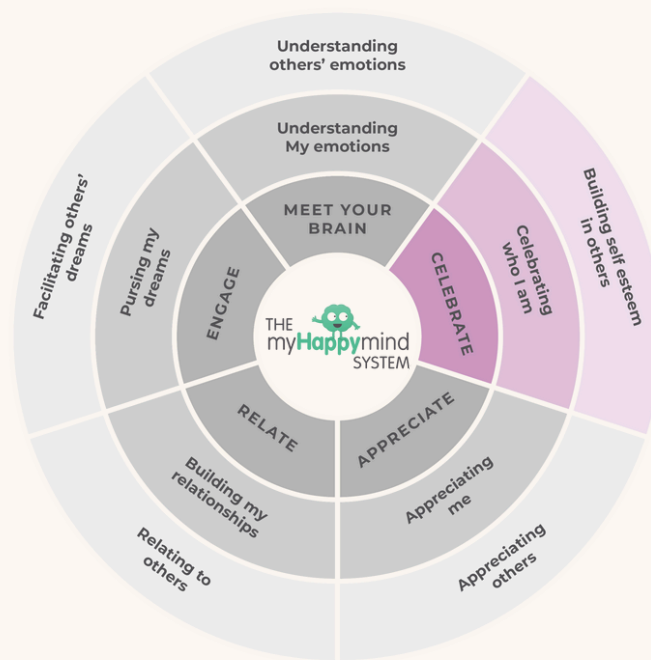 Understanding
others' emotions
Understanding
My emotions
MEET YOUR
BRAIN
Building self esteem
in others
Celebrating
who I am
CELEBRATE
Appreciating
others
Appreciating
me
APPRECIATE
Relating to
others
Building my
relationships
RELATE
Facilitating others'
dreams
Pursing my
dreams
ENGAGE
THE
myHappymind
SYSTEM